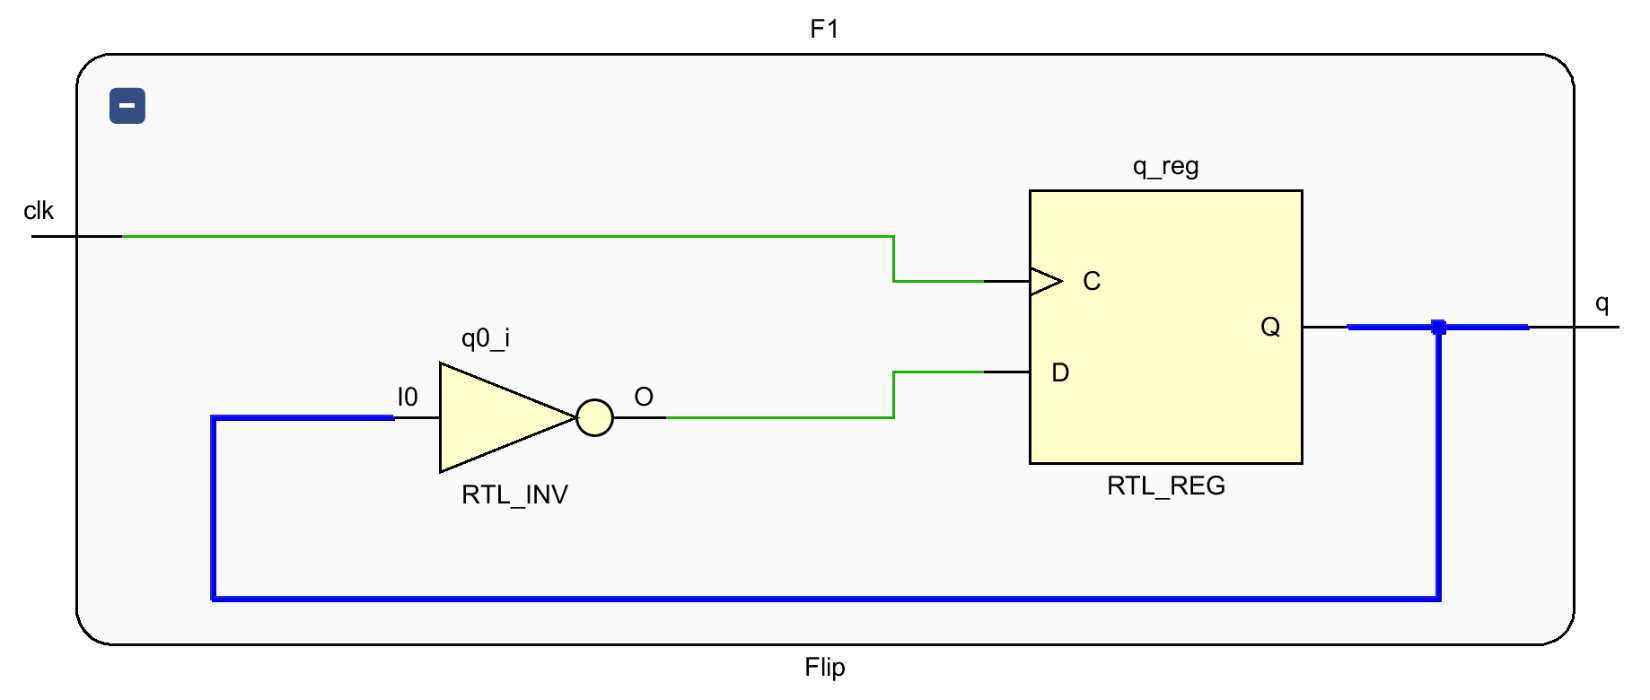 F1
q_reg
clk
C
q
Q
q0_i
D
I0
O
RTL_REG
RTL_INV
Flip